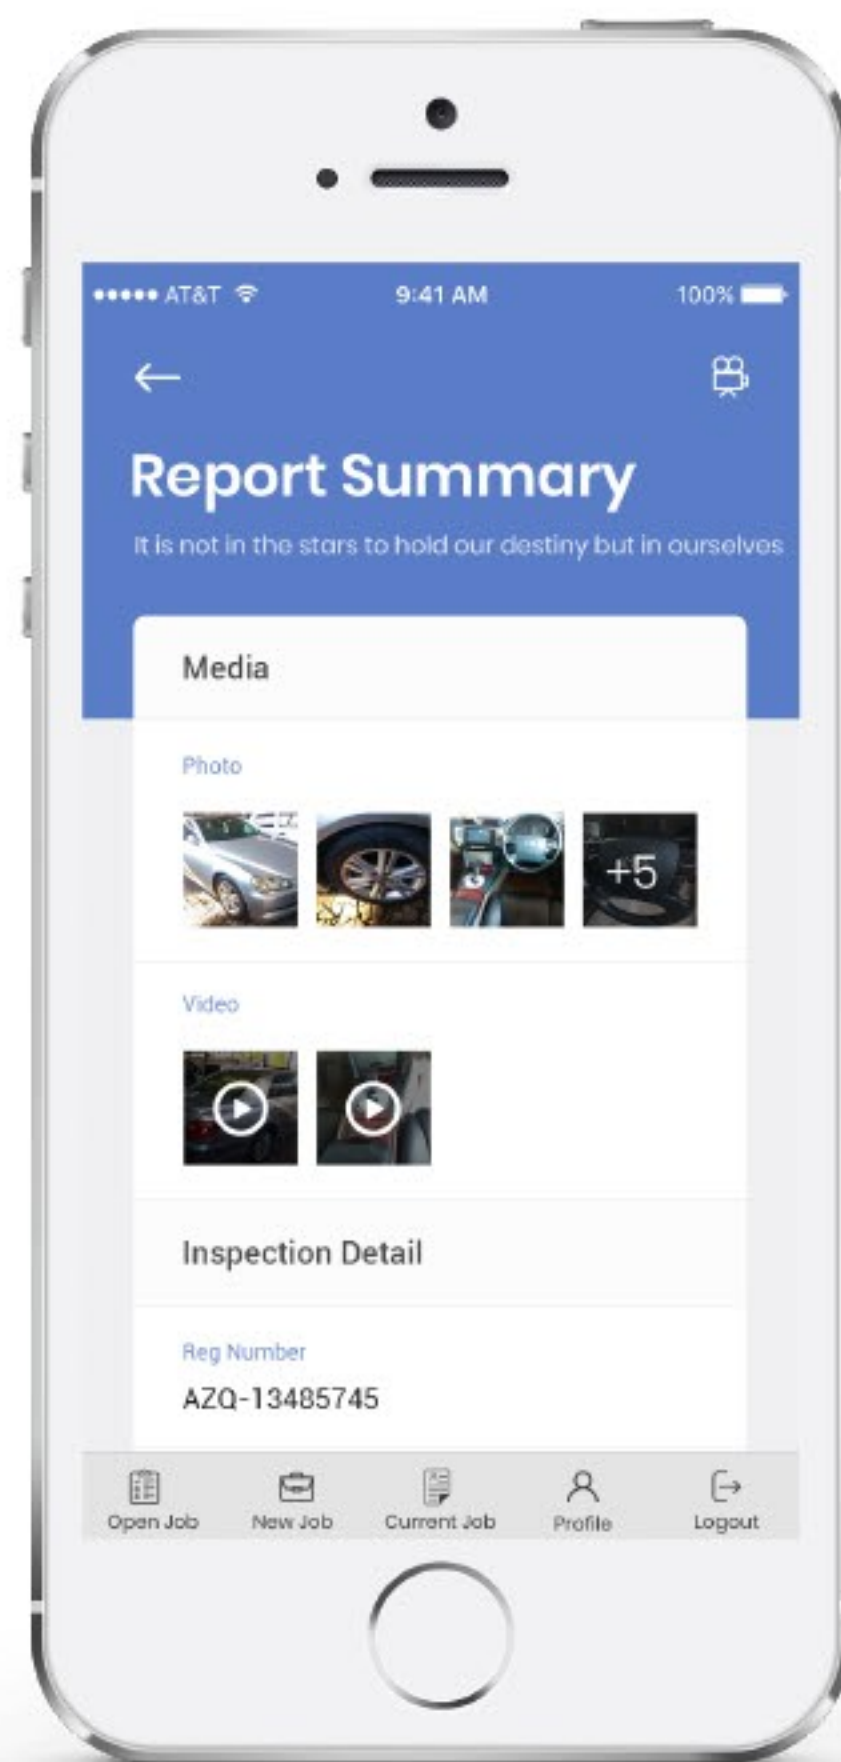 AT&T 9:41 AM 100%
Report Summary
It is not in the stars to hold our destiny but in ourselves
Media
Photo
+5
Video
Inspection Detail
Reg Number
AZQ-13485745
Open Job New Job Current Job Profile Logout